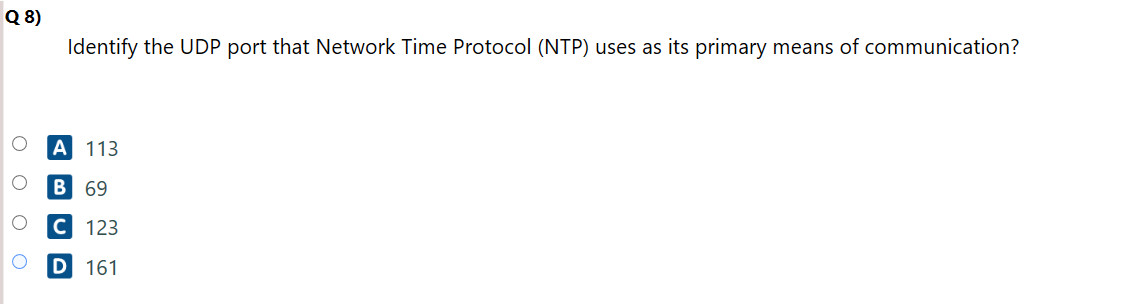 Q 8)
Identify the UDP port that Network Time Protocol (NTP) uses as its primary means of communication?
A 113
B 69
C 123
D 161